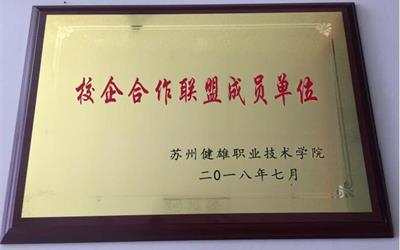 校企合作联盟成员单位
苏州健雄职业技术学院
二〇一八年七月